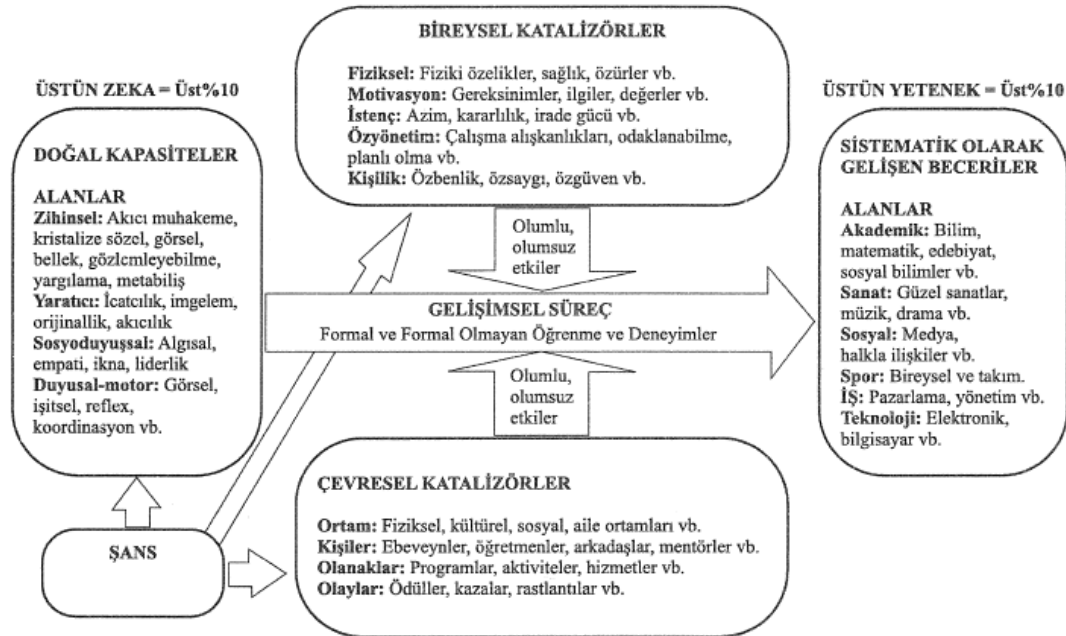 BİREYSEL KATALİZÖRLER
Fiziksel: Fiziki özelikler, sağlık, özürler vb.
Motivasyon: Gereksinimler, ilgiler, değerler vb.
İstenç: Azim, kararlılık, irade gücü vb.
Özyönetim: Çalışma alışkanlıkları, odaklanabilme,
planlı olma vb.
Kişilik: Özbenlik, özsaygı, özgüven vb.
ÜSTÜN ZEKA = Üst%10
DOĞAL KAPASİTELER
ALANLAR
Zihinsel: Akıcı muhakeme,
kristalize sözel, görsel,
bellek, gözlemleyebilme,
yargılama, metabiliş
Yaratıcı: İcatcılık, imgelem,
orijinallik, akıcılık
Sosyoduyuşsal: Algısal,
empati, ikna, liderlik
Duyusal-motor: Görsel,
işitsel, reflex,
koordinasyon vb.
Olumlu,
olumsuz
etkiler
GELİŞİMSEL SÜREÇ
Formal ve Formal Olmayan Öğrenme ve Deneyimler
Olumlu,
olumsuz
etkiler
ÜSTÜN YETENEK = Üst%10
SİSTEMATİK OLARAK
GELİŞEN BECERİLER
ALANLAR
Akademik: Bilim,
matematik, edebiyat,
sosyal bilimler vb.
Sanat: Güzel sanatlar,
müzik, drama vb.
Sosyal: Medya,
halkla ilişkiler vb.
Spor: Bireysel ve takım.
İŞ: Pazarlama, yönetim vb.
Teknoloji: Elektronik,
bilgisayar vb.
ŞANS
ÇEVRESEL KATALİZÖRLER
Ortam: Fiziksel, kültürel, sosyal, aile ortamları vb.
Kişiler: Ebeveynler, öğretmenler, arkadaşlar, mentörler vb.
Olanaklar: Programlar, aktiviteler, hizmetler vb.
Olaylar: Ödüller, kazalar, rastlantılar vb.